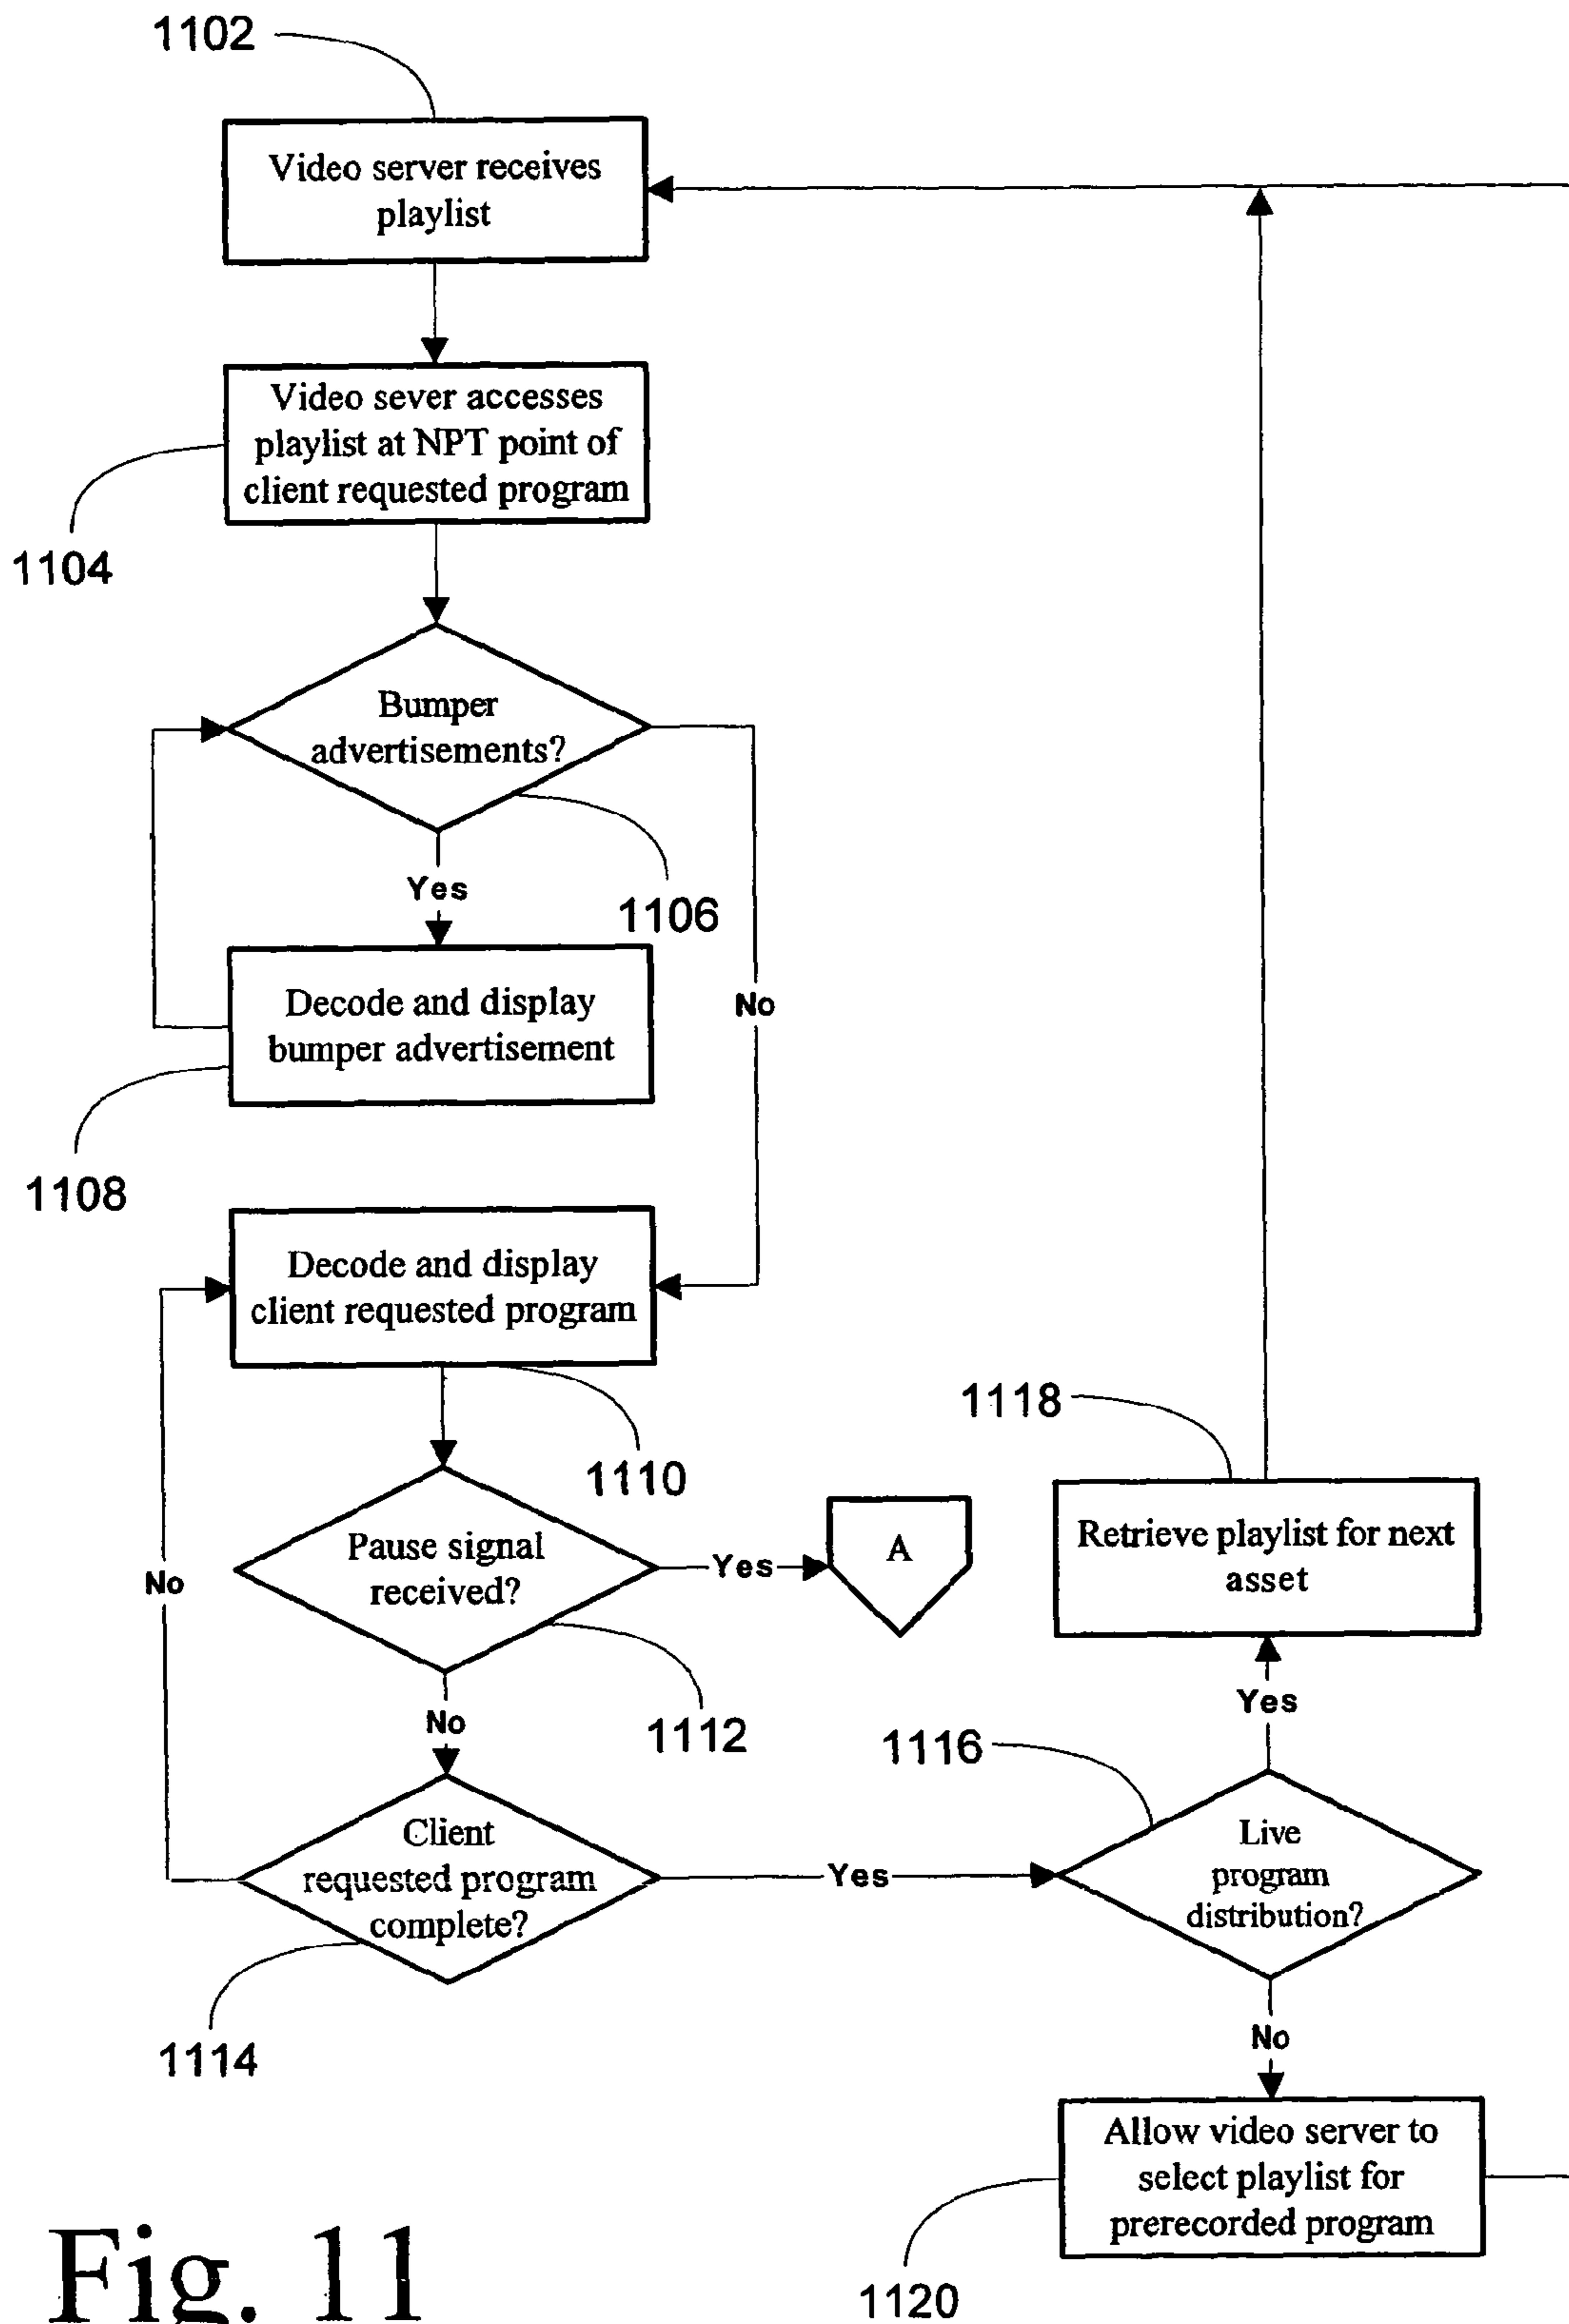 1102
Video server receives
playlist
Video sever accesses
playlist at NPT point of
client requested program
1104
Bumper
advertisements?
Yes
1106
Decode and display
bumper advertisement
No
1108
Decode and display
client requested program
1110
1118
Pause signal
received?
Yes
A
Retrieve playlist for next
asset
No
No
1112
Yes
1116
Client
requested program
complete?
Yes
Live
program
distribution?
1114
No
Allow video server to
select playlist for
prerecorded program
1120
Fig. 11